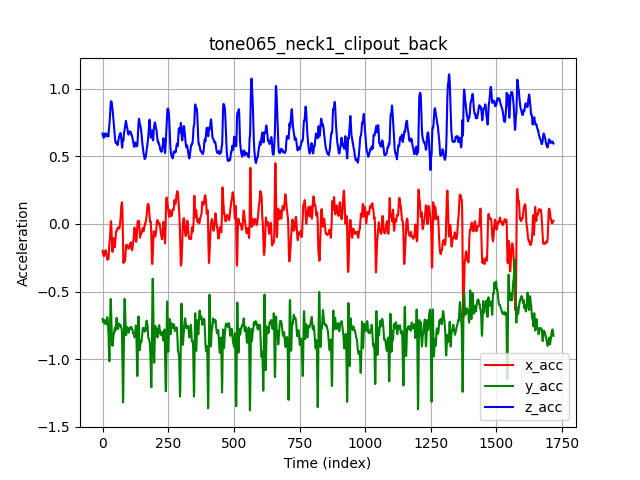 tone065_neck1_clipout_back
1.0
0.5
0.0
−0.5
−1.0
−1.5
Acceleration
0
250
500
750
1000
1250
1500
1750
Time (index)
x_acc
y_acc
z_acc